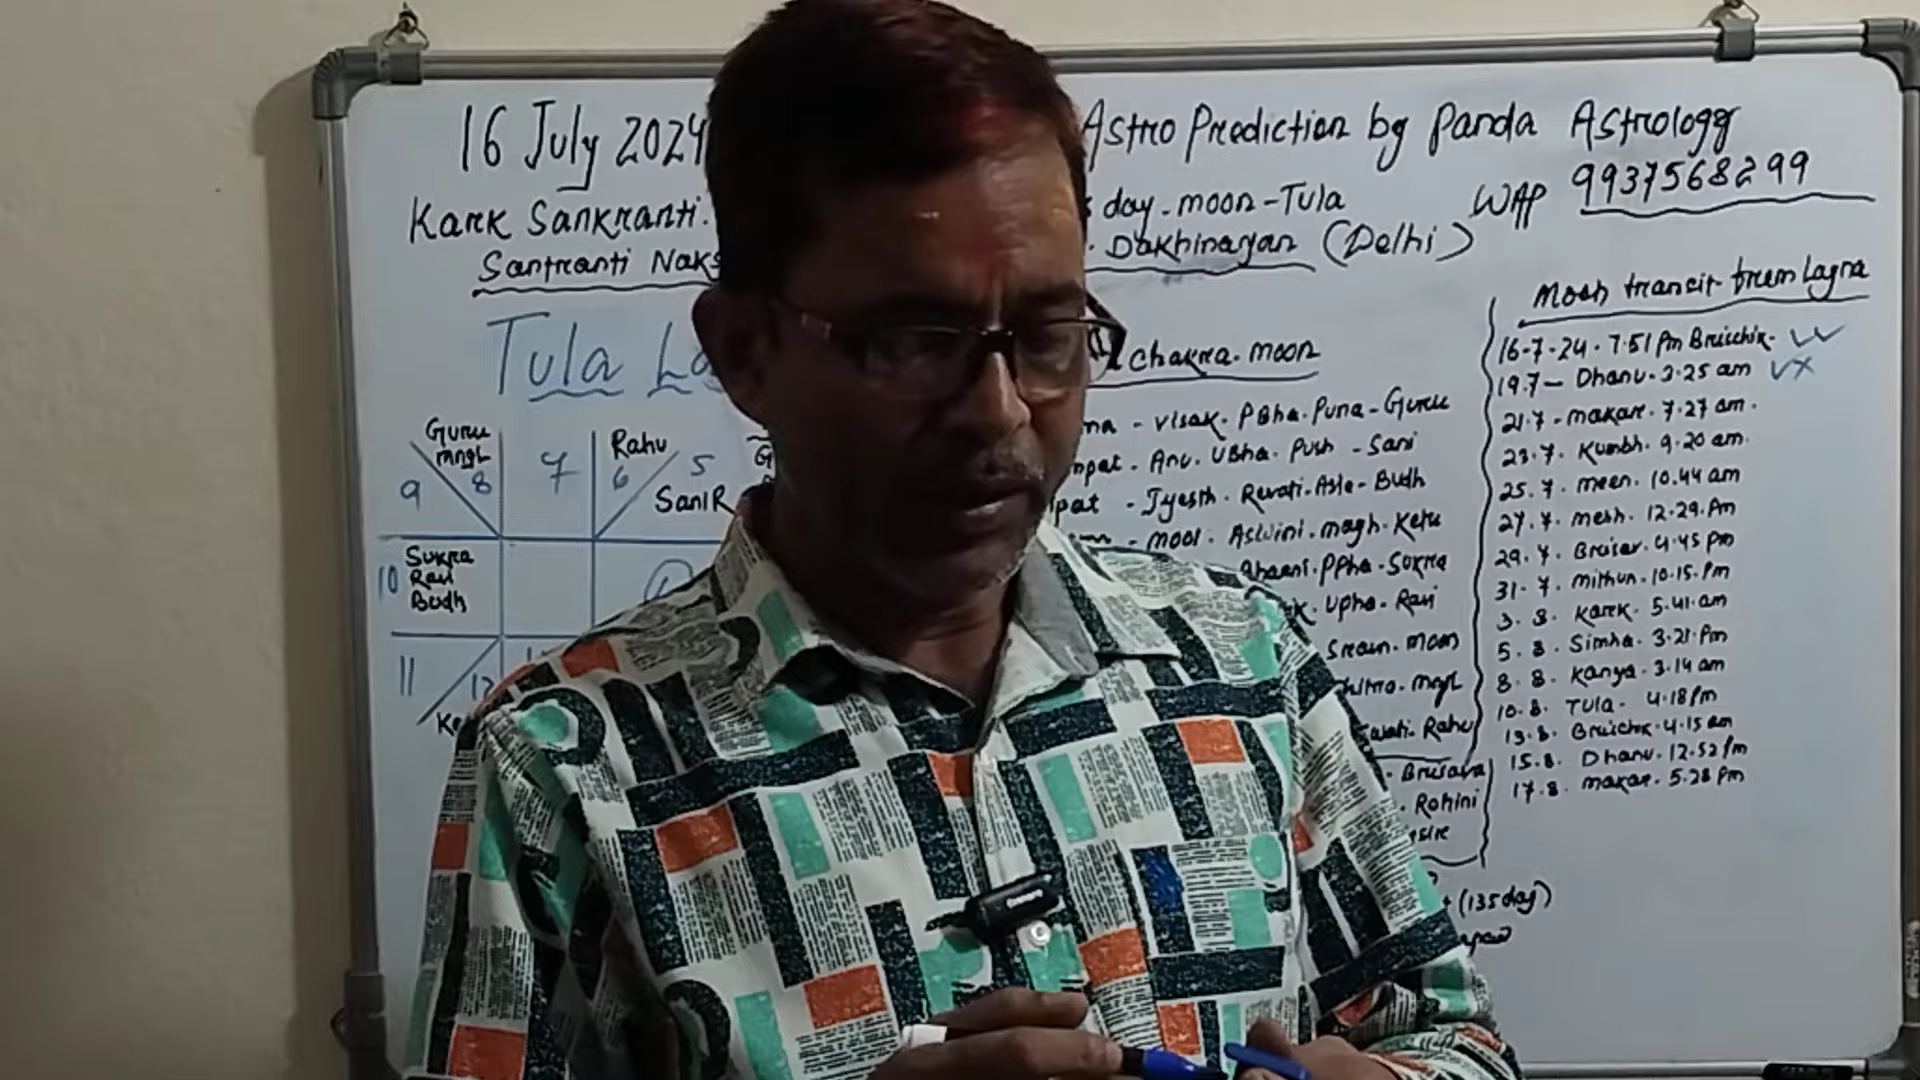 16 July 2024
Astro Prediction by Panda Astrology
Kark Sankranti.
day - moon - Tula
WAP 9937568299
Dakhinayan (Delhi)
Tula
chakra - moon
Moon transit from Lagna
Guru
mngl
8
9
7
Rahu
6
5
SaniR
Sukra
10 Ravi
Budh
11
12
- visak. PBha. Puna - Guru
- Anu. UBha. Push - Sani
- Jyesth. Revati - Asle - Budh
- mool. Aswini. magh. Ketu
PPha - Sukra
Upha - Ravi
Sravn. moon
mngl
Swati. Rahu
- Brusava
. Rohini
(135 day)
16-7-24 - 7.51 Pm Bruschik -
19.7 - Dhanu - 3.25 am
21.7 - makar. 7.27 am.
23.7. Kumbh. 9.20 am.
25.7. meen. 10.44 am
27.7. mesh. 12.29. Am
29.7. Brusav. 4.45 pm
31.7. mithun. 10.15. Pm
3.8. Kark. 5.41. am
5.8. Simha. 3.21. Pm
8.8. Kanya. 3.14 am
10.8. Tula - 4.18 Pm
13.8. Bruschik. 4.15 am
15.8. Dhanu. 12.52 Pm
17.8. makar. 5.28 pm